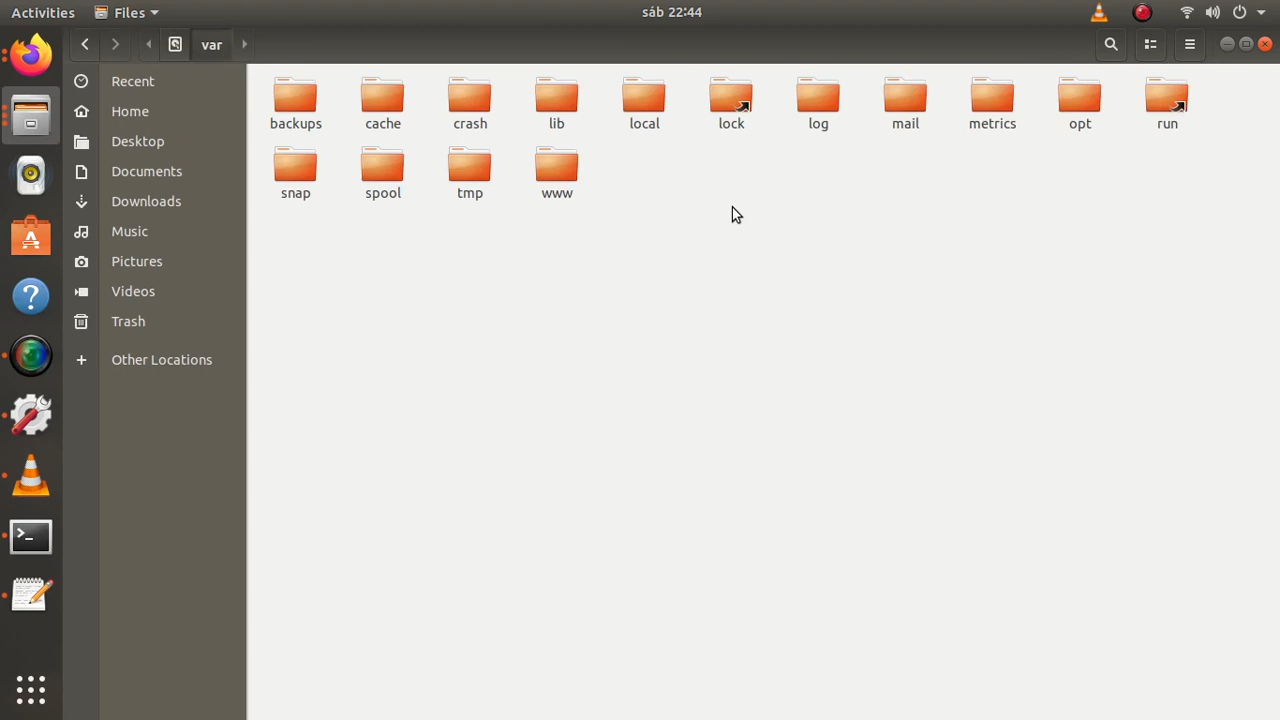 Activities Files sáb 22:44
var
Recent
Home
Desktop
Documents
Downloads
Music
Pictures
Videos
Trash
+ Other Locations
backups cache crash lib local lock log mail metrics opt run
snap spool tmp www